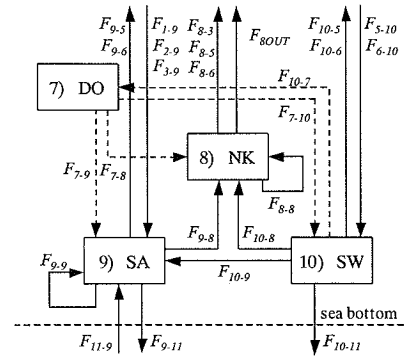 F9-5 F1-9 F8-3 F8OUT F10-5 F5-10
F9-6 F2-9 F8-5 F10-6 F6-10
F3-9 F8-6
F10-7
7) DO
F7-10
8) NK
F7-9 F7-8
F8-8
F9-8 F10-8
F9-9
9) SA
10) SW
F10-9
sea bottom
F11-9 F9-11 F10-11